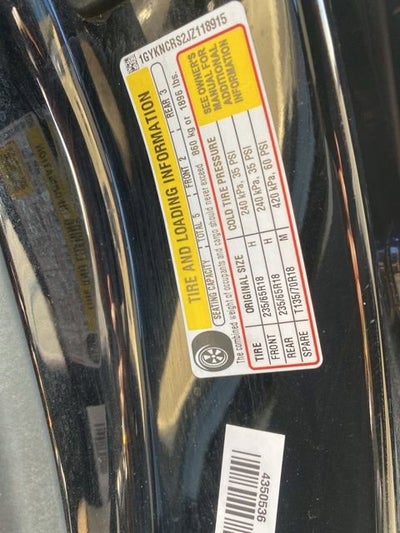 1GYKNCRS2JZ118915
TIRE AND LOADING INFORMATION
SEATING CAPACITY TOTAL 5 FRONT 2 REAR 3
The combined weight of occupants and cargo should never exceed 860 kg or 1896 lbs.
TIRE ORIGINAL SIZE COLD TIRE PRESSURE
FRONT 235/65R18 H 240 kPa, 35 PSI
REAR 235/65R18 H 240 kPa, 35 PSI
SPARE T135/70R18 M 420 kPa, 60 PSI
SEE OWNER'S
MANUAL FOR
ADDITIONAL
INFORMATION
4350536